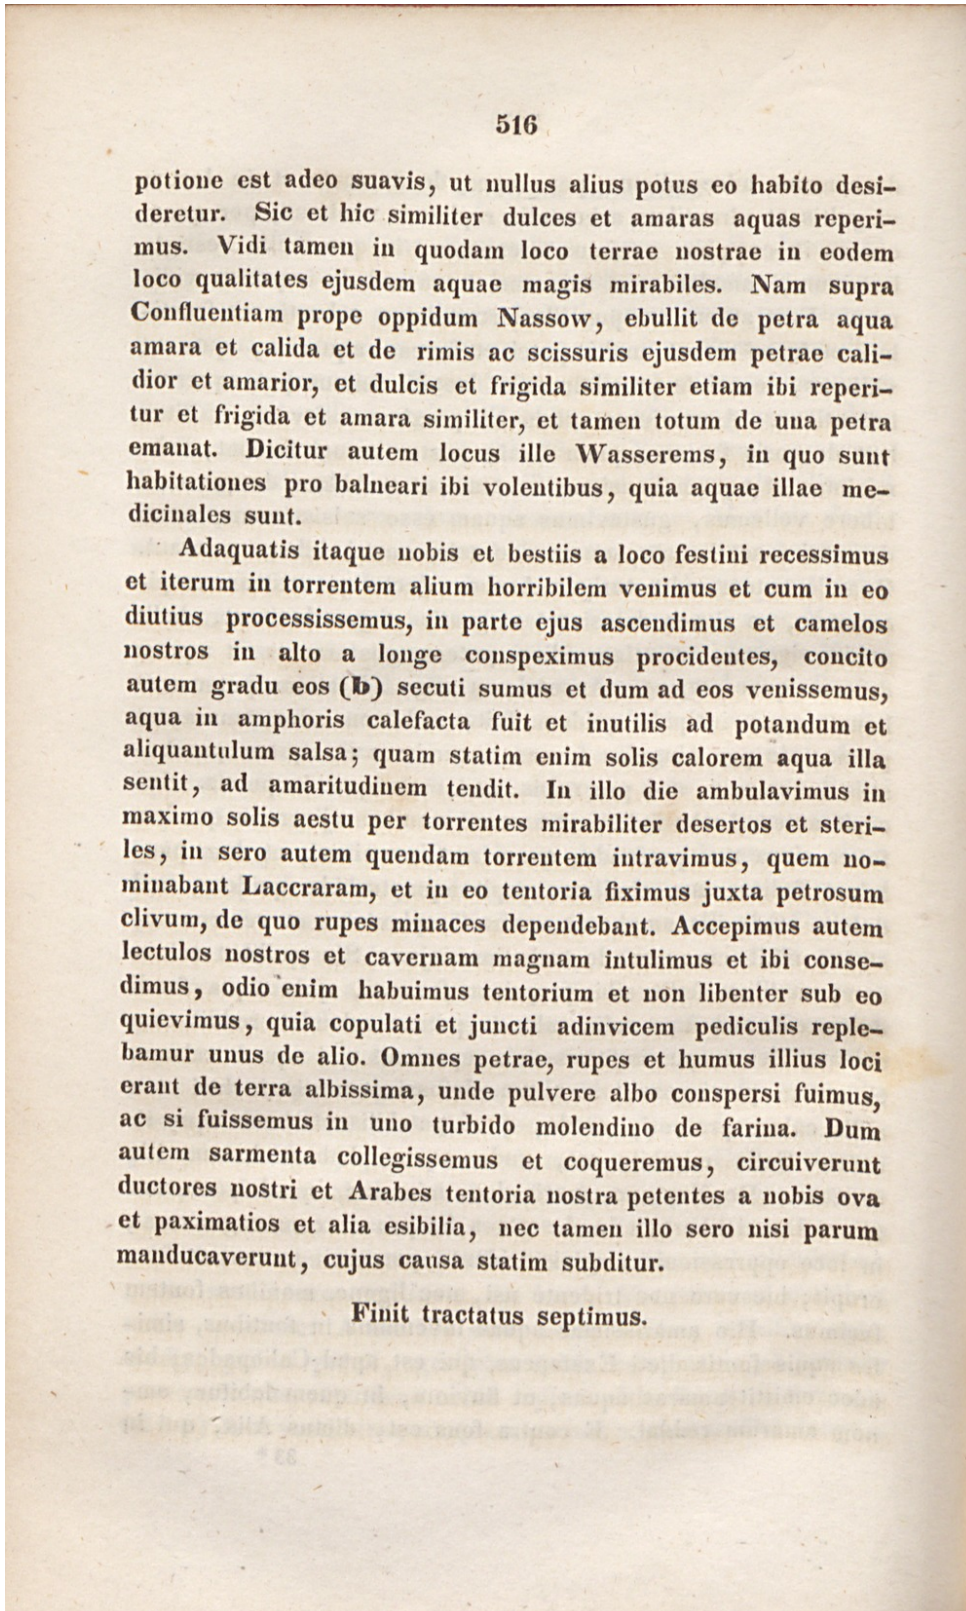 516
potione est adeo suavis, ut nullus alius potus eo habito desi-
deretur. Sic et hic similiter dulces et amaras aquas reperi-
mus. Vidi tamen in quodam loco terrae nostrae in eodem
loco qualitates ejusdem aquae magis mirabiles. Nam supra
Confluentiam prope oppidum Nassow, ebullit de petra aqua
amara et calida et de rimis ac scissuris ejusdem petrae cali-
dior et amarior, et dulcis et frigida similiter etiam ibi reperi-
tur et frigida et amara similiter, et tamen totum de una petra
emanat. Dicitur autem locus ille Wasserems, in quo sunt
habitationes pro balneari ibi volentibus, quia aquae illae me-
dicinales sunt.
Adaquatis itaque nobis et bestiis a loco festini recessimus
et iterum in torrentem alium horribilem venimus et cum in eo
diutius processissemus, in parte ejus ascendimus et camelos
nostros in alto a longe conspeximus procidentes, concito
autem gradu eos (b) secuti sumus et dum ad eos venissemus,
aqua in amphoris calefacta fuit et inutilis ad potandum et
aliquantulum salsa; quam statim enim solis calorem aqua illa
sentit, ad amaritudinem tendit. In illo die ambulavimus in
maximo solis aestu per torrentes mirabiliter desertos et steri-
les, in sero autem quendam torrentem intravimus, quem no-
minabant Laccraram, et in eo tentoria fiximus juxta petrosum
clivum, de quo rupes minaces dependebant. Accepimus autem
lectulos nostros et cavernam magnam intulimus et ibi conse-
dimus, odio enim habuimus tentorium et non libenter sub eo
quievimus, quia copulati et juncti adinvicem pediculis reple-
bamur unus de alio. Omnes petrae, rupes et humus illius loci
erant de terra albissima, unde pulvere albo conspersi fuimus,
ac si fuissemus in uno turbido molendino de farina. Dum
autem sarmenta collegissemus et coqueremus, circuiverunt
ductores nostri et Arabes tentoria nostra petentes a nobis ova
et paximatios et alia esibilia, nec tamen illo sero nisi parum
manducaverunt, cujus causa statim subditur.
Finit tractatus septimus.